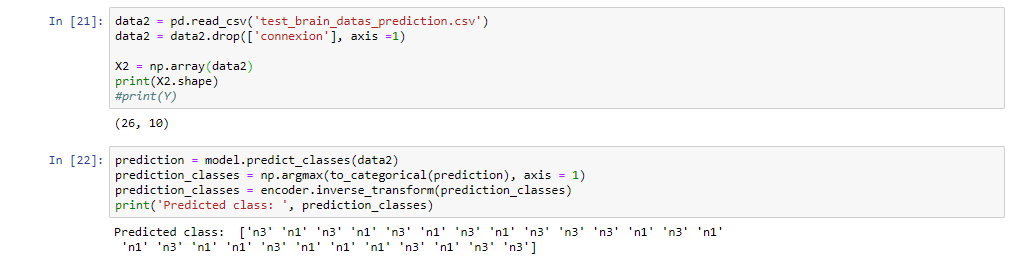 In [21]: data2 = pd.read_csv('test_brain_datas_prediction.csv')
data2 = data2.drop(['connexion'], axis =1)
X2 = np.array(data2)
print(X2.shape)
#print(Y)
(26, 10)
In [22]: prediction = model.predict_classes(data2)
prediction_classes = np.argmax(to_categorical(prediction), axis = 1)
prediction_classes = encoder.inverse_transform(prediction_classes)
print('Predicted class: ', prediction_classes)
Predicted class:  ['n3' 'n1' 'n3' 'n1' 'n3' 'n1' 'n3' 'n1' 'n3' 'n3' 'n3' 'n1' 'n3' 'n1'
'n1' 'n3' 'n1' 'n1' 'n3' 'n1' 'n1' 'n1' 'n3' 'n1' 'n3' 'n3']